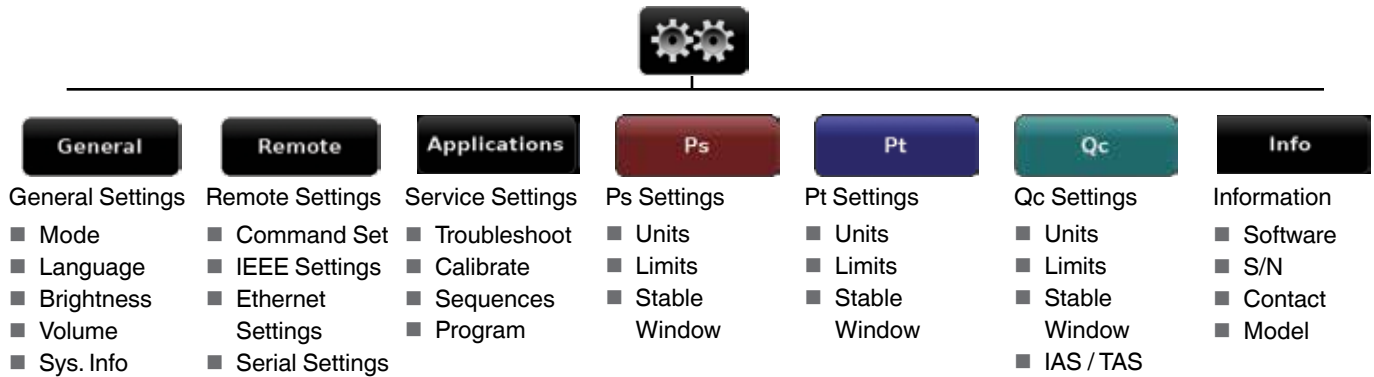 General
Remote
Applications
Ps
Pt
Qc
Info
General Settings
Mode
Language
Brightness
Volume
Sys. Info
Remote Settings
Command Set
IEEE Settings
Ethernet
Settings
Serial Settings
Service Settings
Troubleshoot
Calibrate
Sequences
Program
Ps Settings
Units
Limits
Stable
Window
Pt Settings
Units
Limits
Stable
Window
Qc Settings
Units
Limits
Stable
Window
IAS / TAS
Information
Software
S/N
Contact
Model